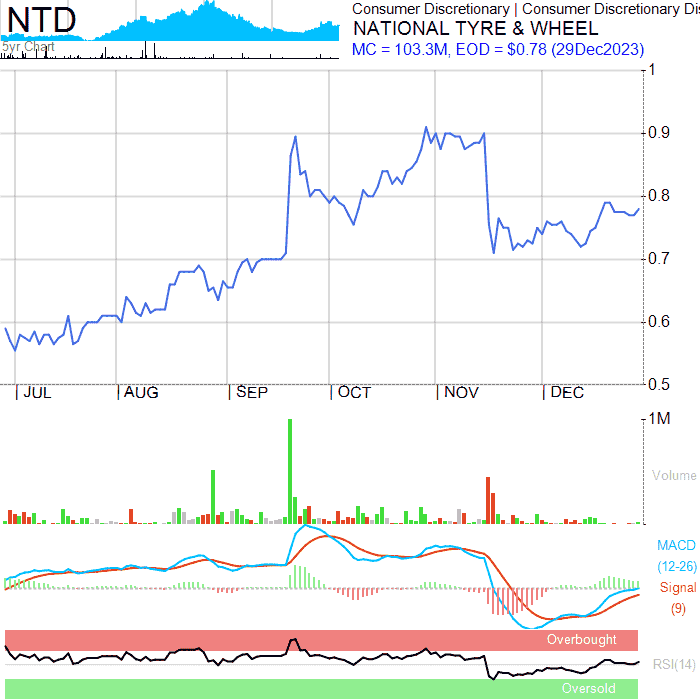 NTD
5yr Chart
Consumer Discretionary | Consumer Discretionary Dis
NATIONAL TYRE & WHEEL
MC = 103.3M, EOD = $0.78 (29Dec2023)
1
0.9
0.8
0.7
0.6
0.5
JUL
AUG
SEP
OCT
NOV
DEC
1M
Volume
MACD
(12-26)
Signal
(9)
Overbought
RSI(14)
Oversold